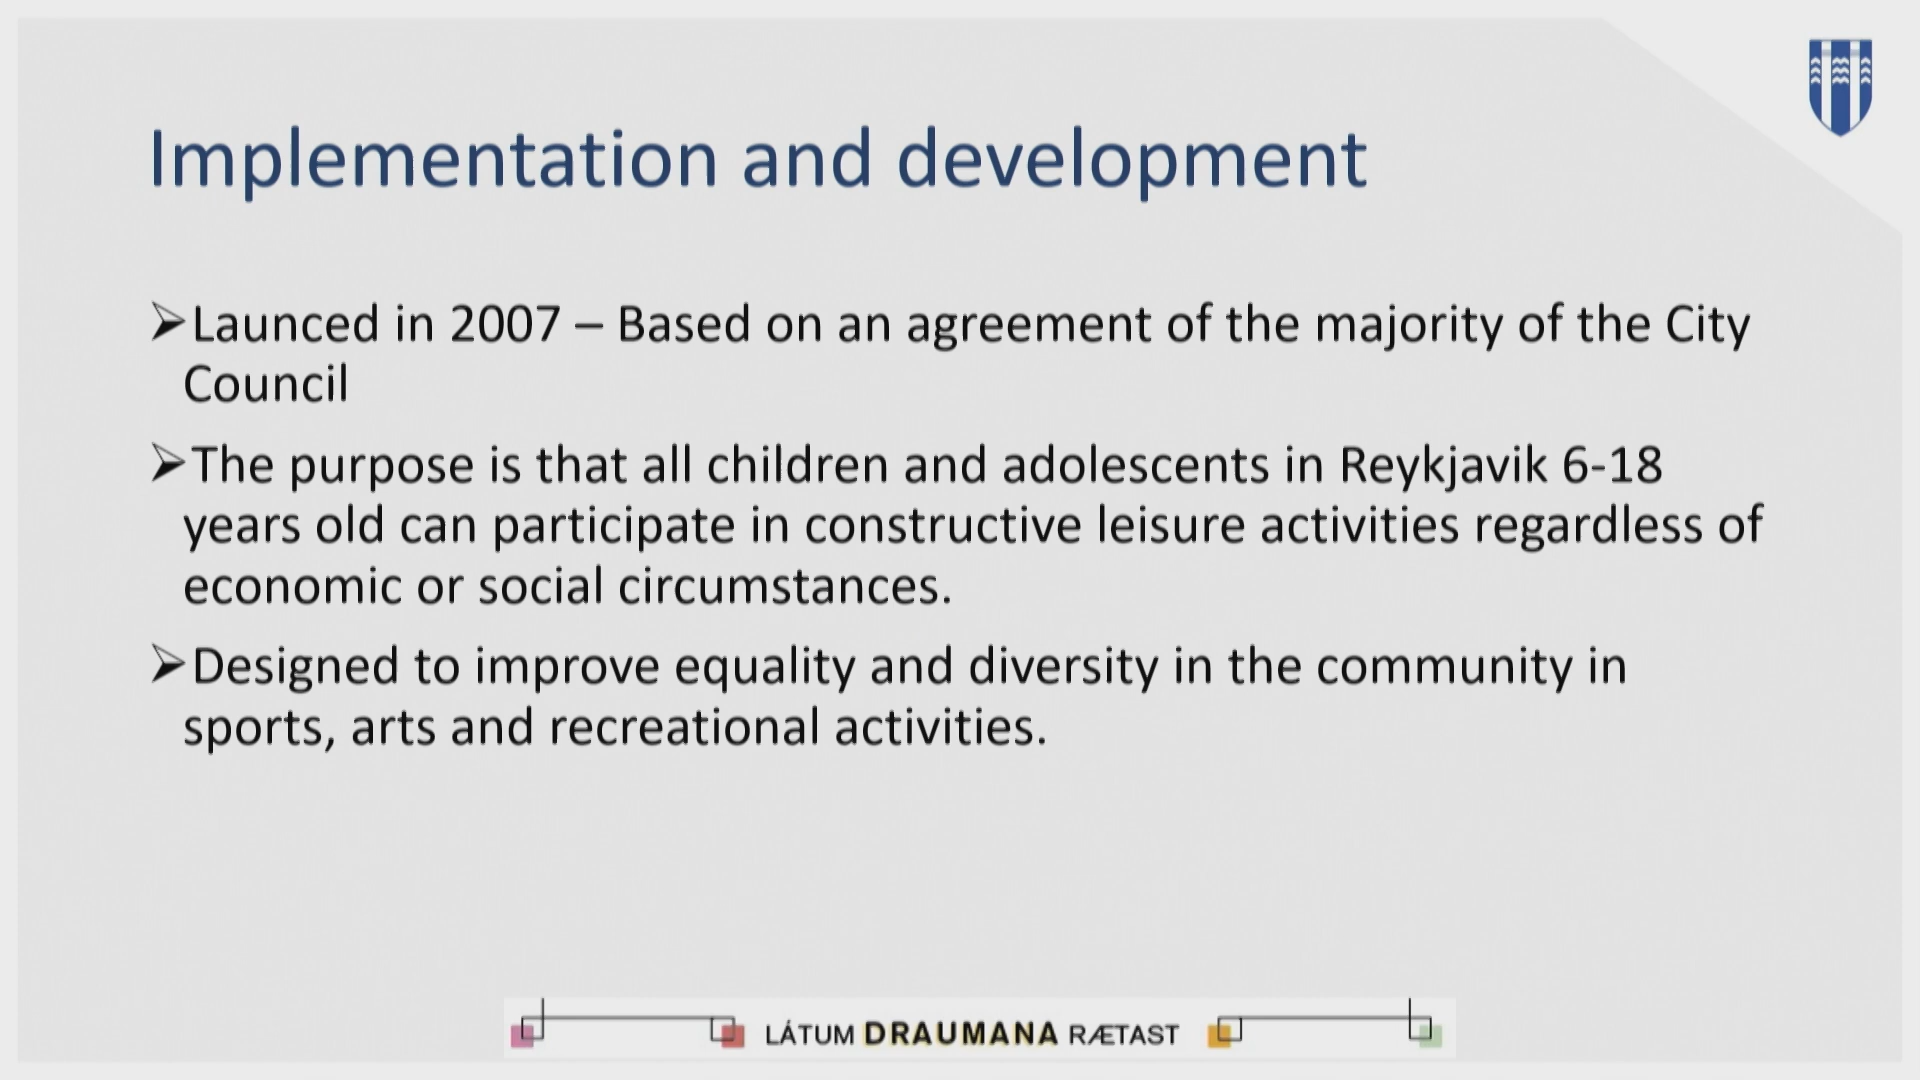 Implementation and development
➢Launced in 2007 – Based on an agreement of the majority of the City
Council
➢The purpose is that all children and adolescents in Reykjavik 6-18
years old can participate in constructive leisure activities regardless of
economic or social circumstances.
➢Designed to improve equality and diversity in the community in
sports, arts and recreational activities.
LÁTUM DRAUMANA RÆTAST